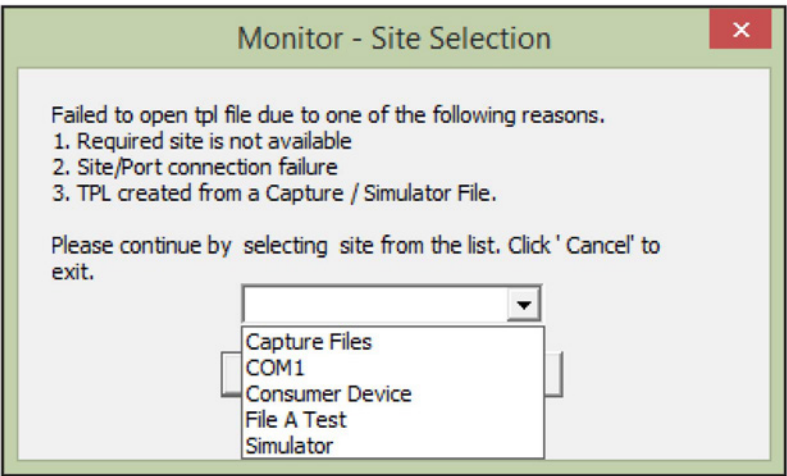 Monitor - Site Selection
Failed to open tpl file due to one of the following reasons.
1. Required site is not available
2. Site/Port connection failure
3. TPL created from a Capture / Simulator File.
Please continue by selecting site from the list. Click ' Cancel' to
exit.
Capture Files
COM1
Consumer Device
File A Test
Simulator